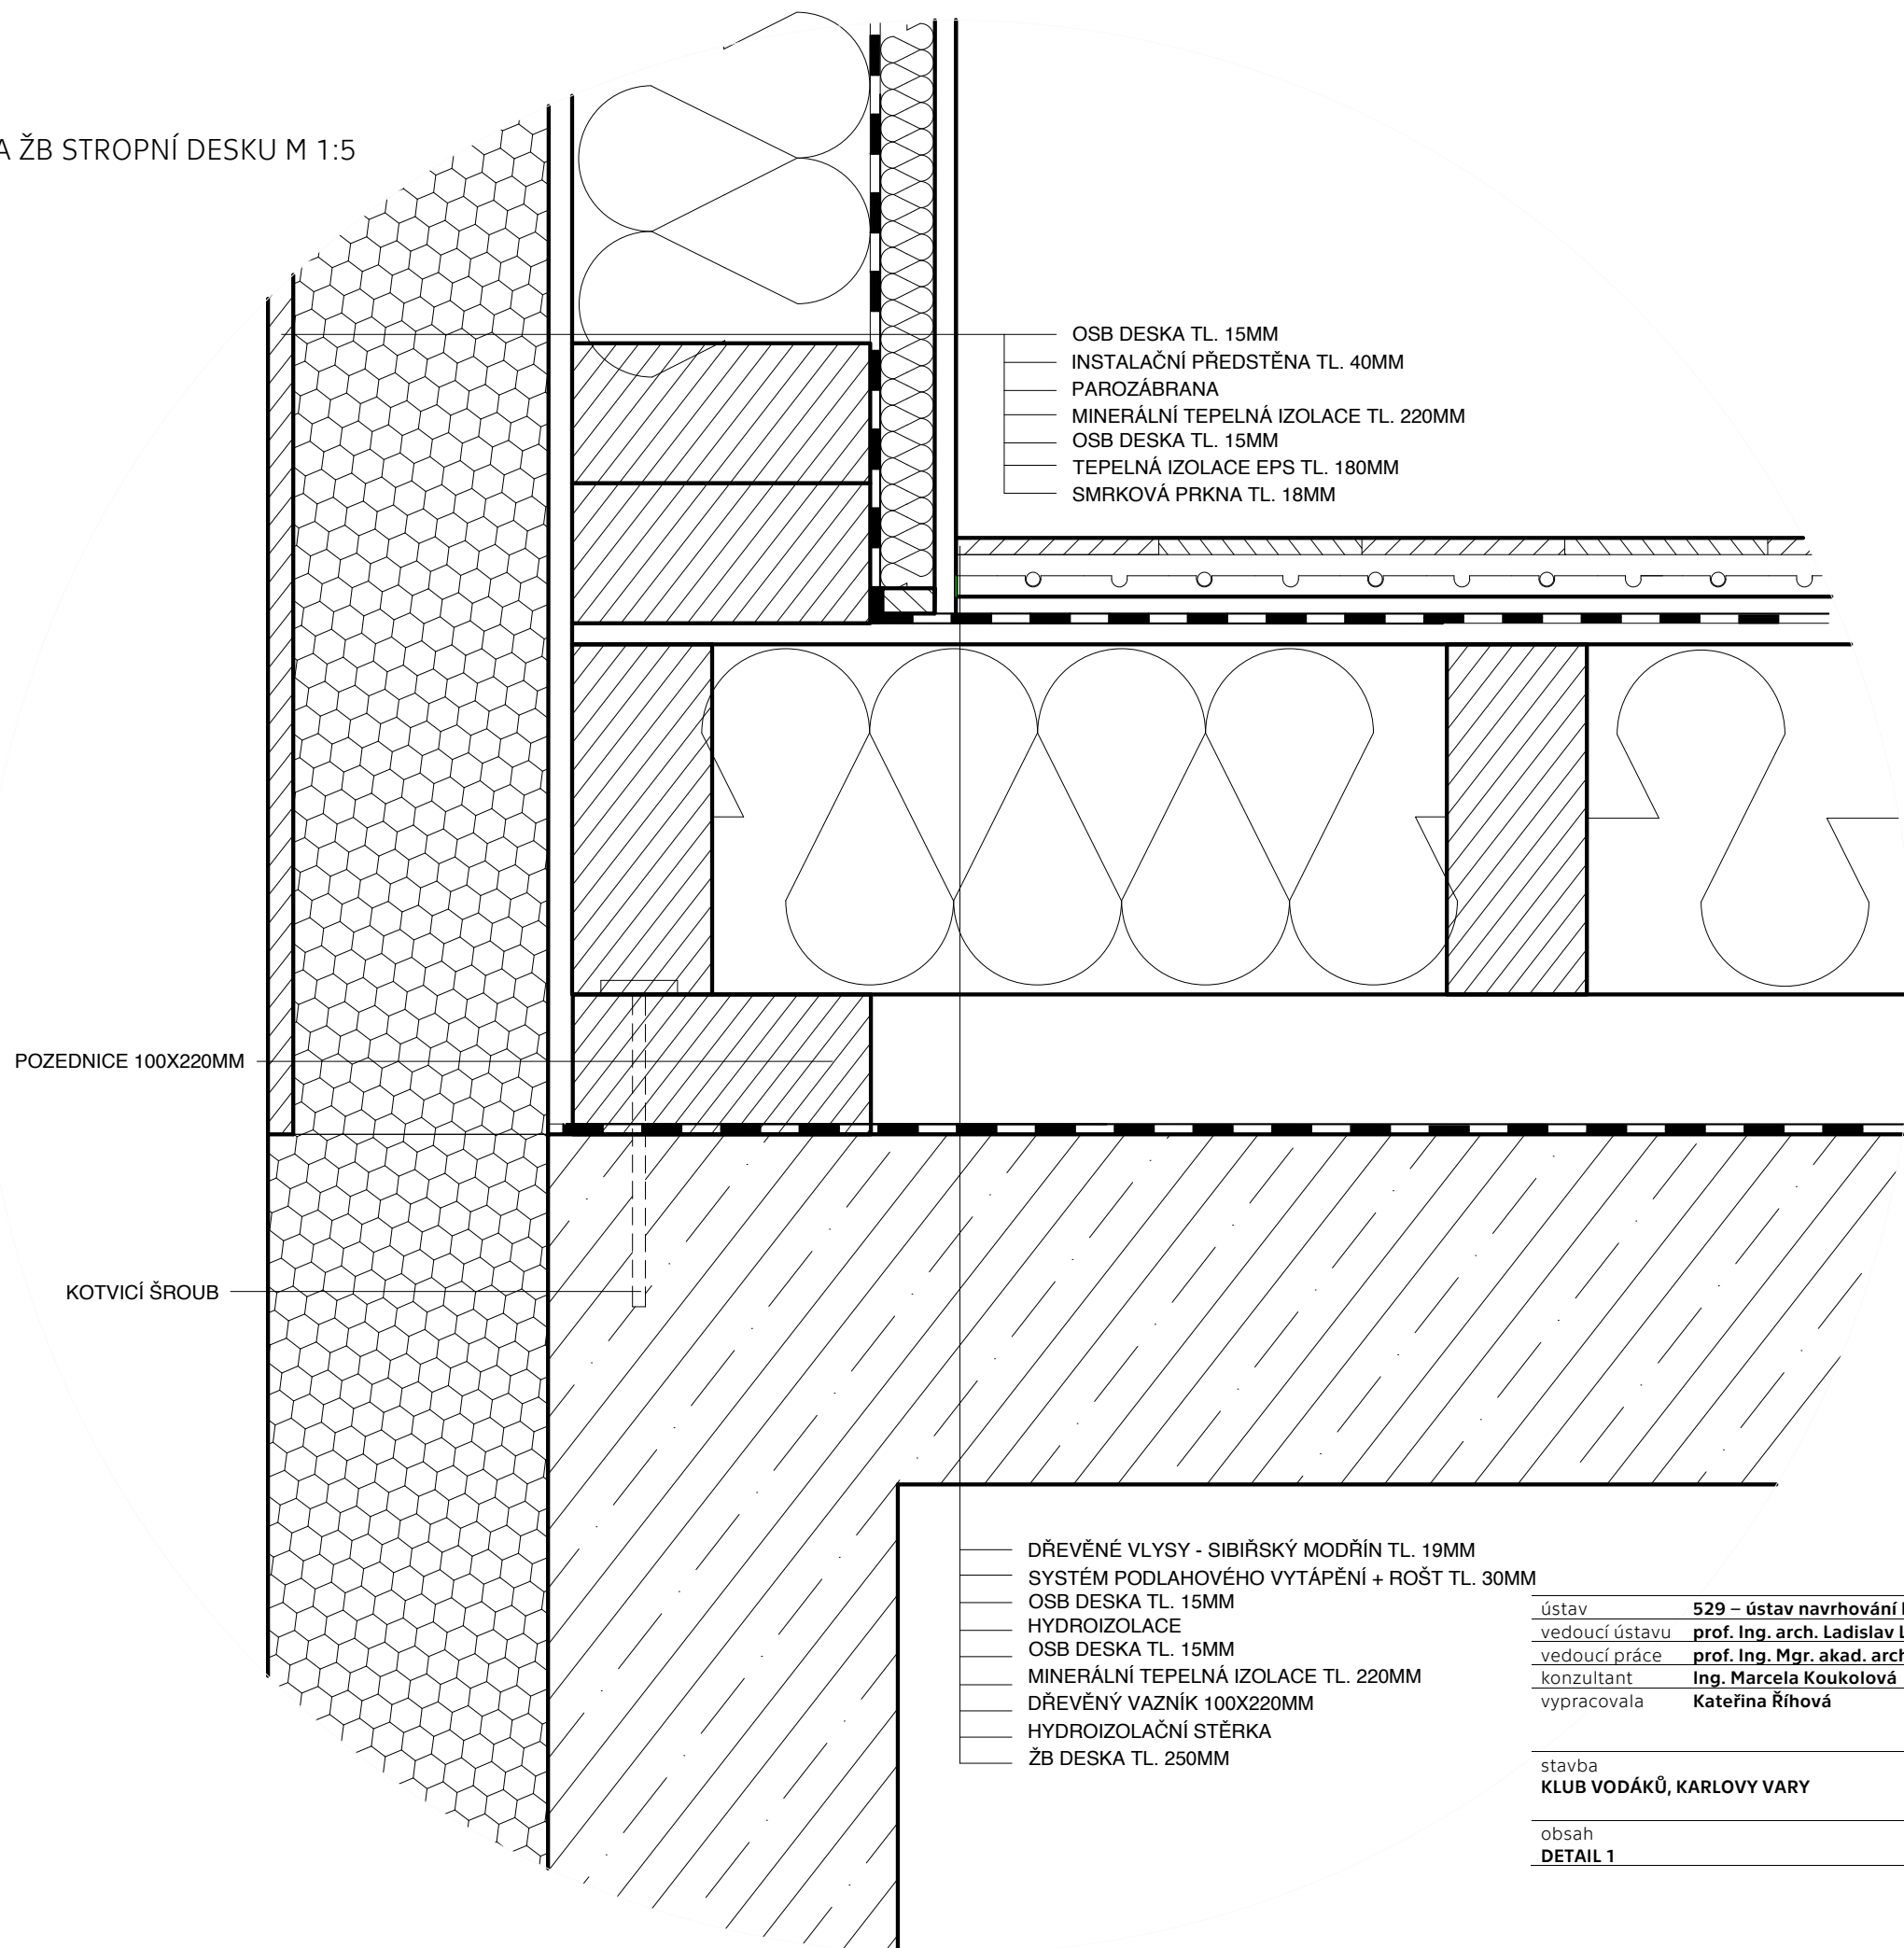 A ŽB STROPNÍ DESKU M 1:5
OSB DESKA TL. 15MM
INSTALAČNÍ PŘEDSTĚNA TL. 40MM
PAROZÁBRANA
MINERÁLNÍ TEPELNÁ IZOLACE TL. 220MM
OSB DESKA TL. 15MM
TEPELNÁ IZOLACE EPS TL. 180MM
SMRKOVÁ PRKNA TL. 18MM
POZEDNICE 100X220MM
KOTVICÍ ŠROUB
DŘEVĚNÉ VLYSY - SIBIŘSKÝ MODŘÍN TL. 19MM
SYSTÉM PODLAHOVÉHO VYTÁPĚNÍ + ROŠT TL. 30MM
OSB DESKA TL. 15MM
HYDROIZOLACE
OSB DESKA TL. 15MM
MINERÁLNÍ TEPELNÁ IZOLACE TL. 220MM
DŘEVĚNÝ VAZNÍK 100X220MM
HYDROIZOLAČNÍ STĚRKA
ŽB DESKA TL. 250MM
ústav 529 – ústav navrhování
vedoucí ústavu prof. Ing. arch. Ladislav
vedoucí práce prof. Ing. Mgr. akad. arch
konzultant Ing. Marcela Koukolová
vypracovala Kateřina Říhová
stavba
KLUB VODÁKŮ, KARLOVY VARY
obsah
DETAIL 1